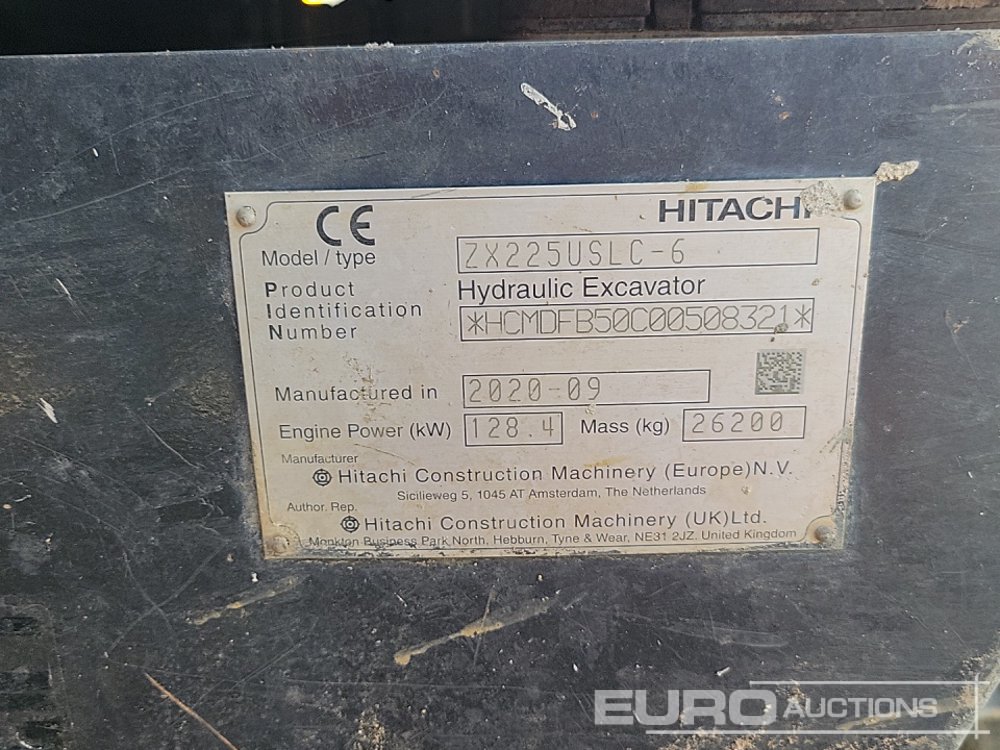 CE HITACHI
Model / type ZX225USLC-6
Product Hydraulic Excavator
Identification *HCMDFB50C00508321*
Number
Manufactured in 2020-09
Engine Power (kW) 128.4 Mass (kg) 26200
Manufacturer
Hitachi Construction Machinery (Europe) N.V.
Sicilieweg 5, 1045 AT Amsterdam, The Netherlands
Author. Rep.
Hitachi Construction Machinery (UK) Ltd.
Monkton Business Park North, Hebburn, Tyne & Wear, NE31 2JZ. United Kingdom
EURO AUCTIONS